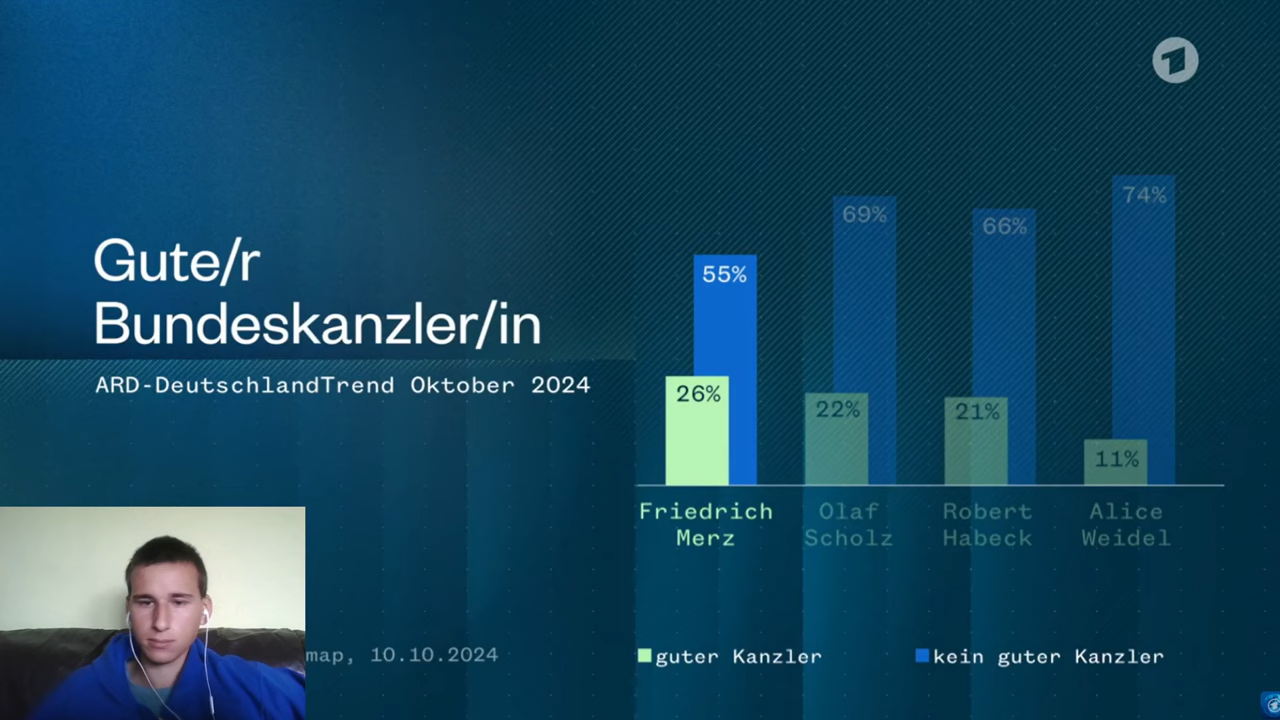 Gute/r
Bundeskanzler/in
ARD-DeutschlandTrend Oktober 2024
55%
26%
69%
22%
66%
21%
74%
11%
Friedrich
Merz
Olaf
Scholz
Robert
Habeck
Alice
Weidel
map, 10.10.2024
guter Kanzler
kein guter Kanzler